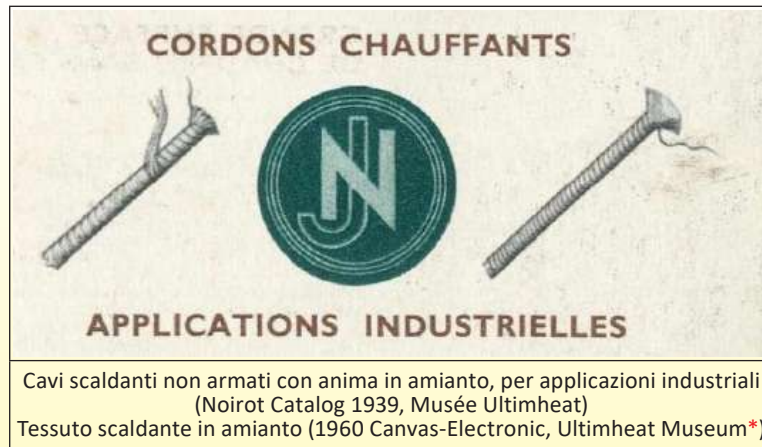 CORDONS CHAUFFANTS
JN
APPLICATIONS INDUSTRIELLES
Cavi scaldanti non armati con anima in amianto, per applicazioni industriali
(Noirot Catalog 1939, Musée Ultimheat)
Tessuto scaldante in amianto (1960 Canvas-Electronic, Ultimheat Museum*)